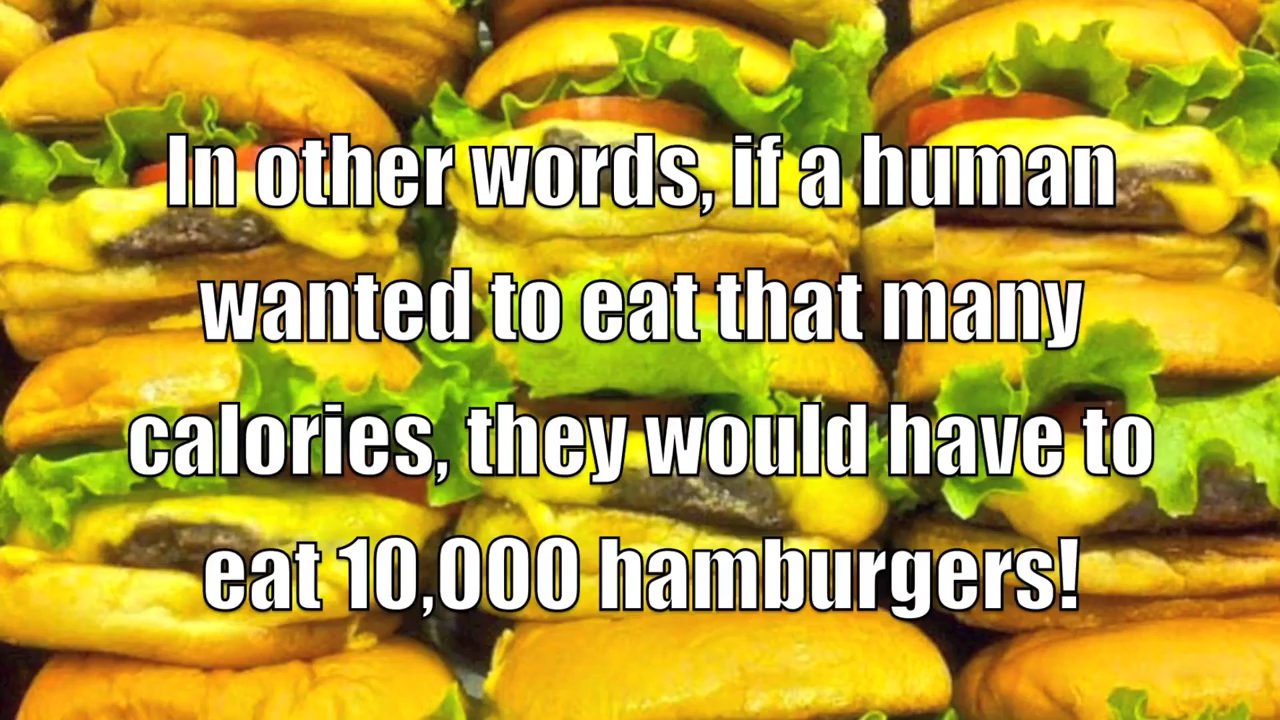 In other words, if a human
wanted to eat that many
calories, they would have to
eat 10,000 hamburgers!